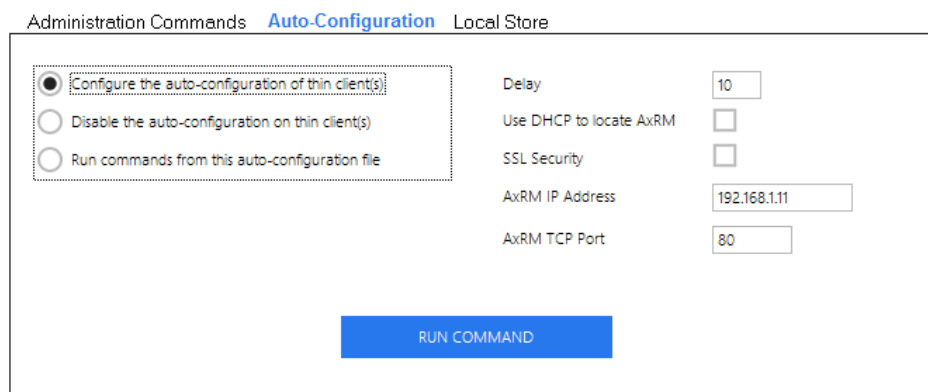 Administration Commands Auto-Configuration Local Store
Configure the auto-configuration of thin client(s)
Disable the auto-configuration on thin client(s)
Run commands from this auto-configuration file
Delay 10
Use DHCP to locate AxRM
SSL Security
AxRM IP Address 192.168.1.11
AxRM TCP Port 80
RUN COMMAND